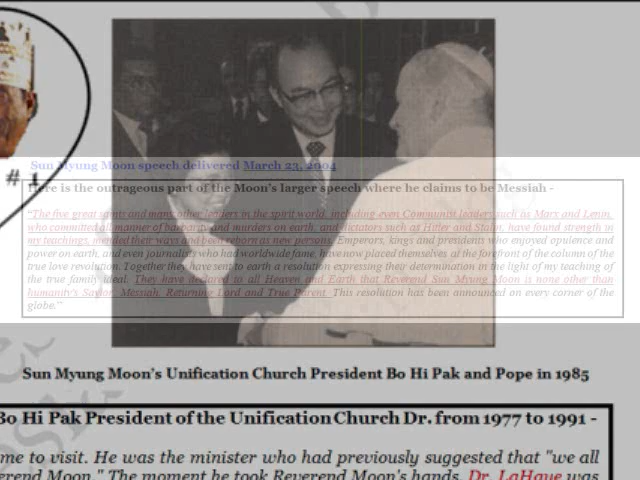 # 1
Sun Myung Moon speech delivered March 23, 2004
Here is the outrageous part of the Moon's larger speech where he claims to be Messiah -
"The five great saints and many other leaders in the spirit world, including even Communist leaders such as Marx and Lenin,
who committed all manner of barbarity and murders on earth, and dictators such as Hitler and Stalin, have found strength in
my teachings, mended their ways and been reborn as new persons. Emperors, kings and presidents who enjoyed opulence and
power on earth, and even journalists who had worldwide fame, have now placed themselves at the forefront of the column of the
true love revolution. Together they have sent to earth a resolution expressing their determination in the light of my teaching of
the true family ideal. They have declared to all Heaven and Earth that Reverend Sun Myung Moon is none other than
humanity's Savior, Messiah, Returning Lord and True Parent. This resolution has been announced on every corner of the
globe."
Sun Myung Moon's Unification Church President Bo Hi Pak and Pope in 1985
Bo Hi Pak President of the Unification Church Dr. from 1977 to 1991 -
me to visit. He was the minister who had previously suggested that "we all
erend Moon." The moment he took Reverend Moon's hands, Dr. LaHaye was